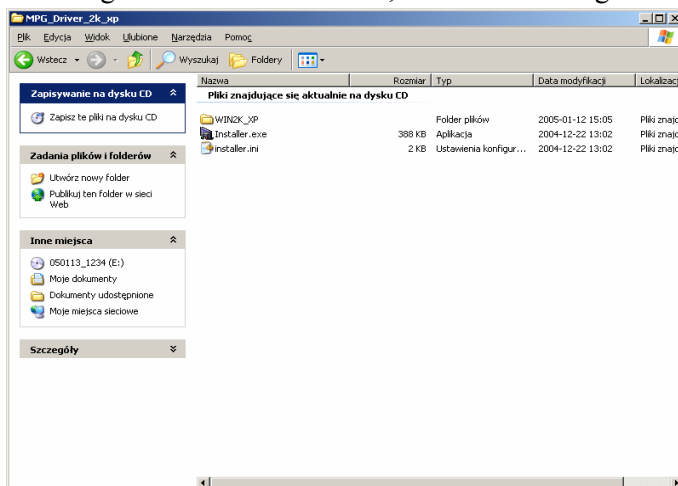 MPG_Driver_2k_xp
Plik Edycja Widok Ulubione Narzędzia Pomoc
Wstecz Wyszukaj Foldery
Nazwa Rozmiar Typ Data modyfikacji Lokalizac
Zapisywanie na dysku CD
Zapisz te pliki na dysku CD
Zadania plików i folderów
Utwórz nowy folder
Publikuj ten folder w sieci
Web
Inne miejsca
050113_1234 (E:)
Moje dokumenty
Dokumenty udostępnione
Moje miejsca sieciowe
Szczegóły
Pliki znajdujące się aktualnie na dysku CD
WIN2K_XP Folder plików 2005-01-12 15:05 Pliki znajd
Installer.exe 388 KB Aplikacja 2004-12-22 13:02 Pliki znajd
installer.ini 2 KB Ustawienia konfigur... 2004-12-22 13:02 Pliki znajd